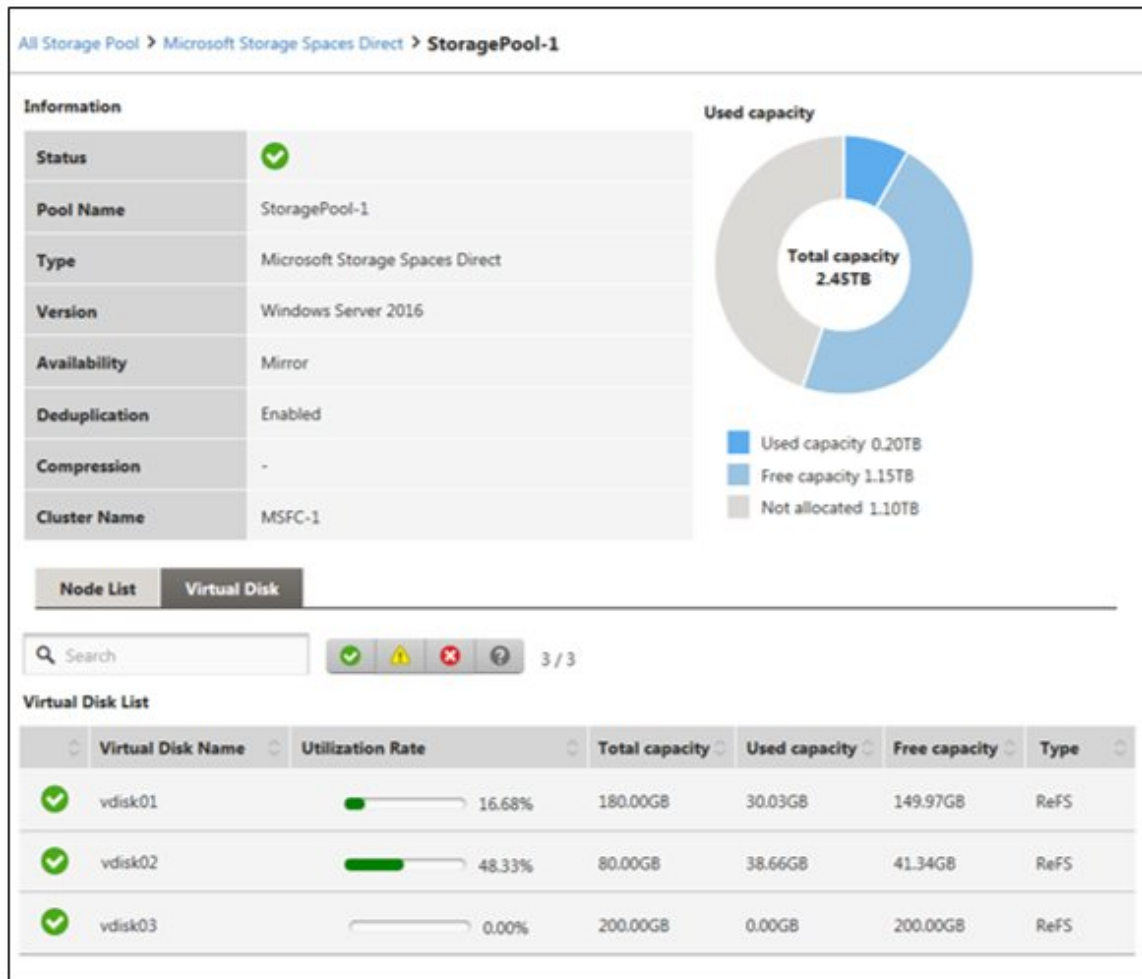 All Storage Pool > Microsoft Storage Spaces Direct > StoragePool-1
Information
Status
Pool Name StoragePool-1
Type Microsoft Storage Spaces Direct
Version Windows Server 2016
Availability Mirror
Deduplication Enabled
Compression -
Cluster Name MSFC-1
Used capacity
Total capacity
2.45TB
Used capacity 0.20TB
Free capacity 1.15TB
Not allocated 1.10TB
Node List Virtual Disk
Search 3 / 3
Virtual Disk List
Virtual Disk Name Utilization Rate Total capacity Used capacity Free capacity Type
vdisk01 16.68% 180.00GB 30.03GB 149.97GB ReFS
vdisk02 48.33% 80.00GB 38.66GB 41.34GB ReFS
vdisk03 0.00% 200.00GB 0.00GB 200.00GB ReFS